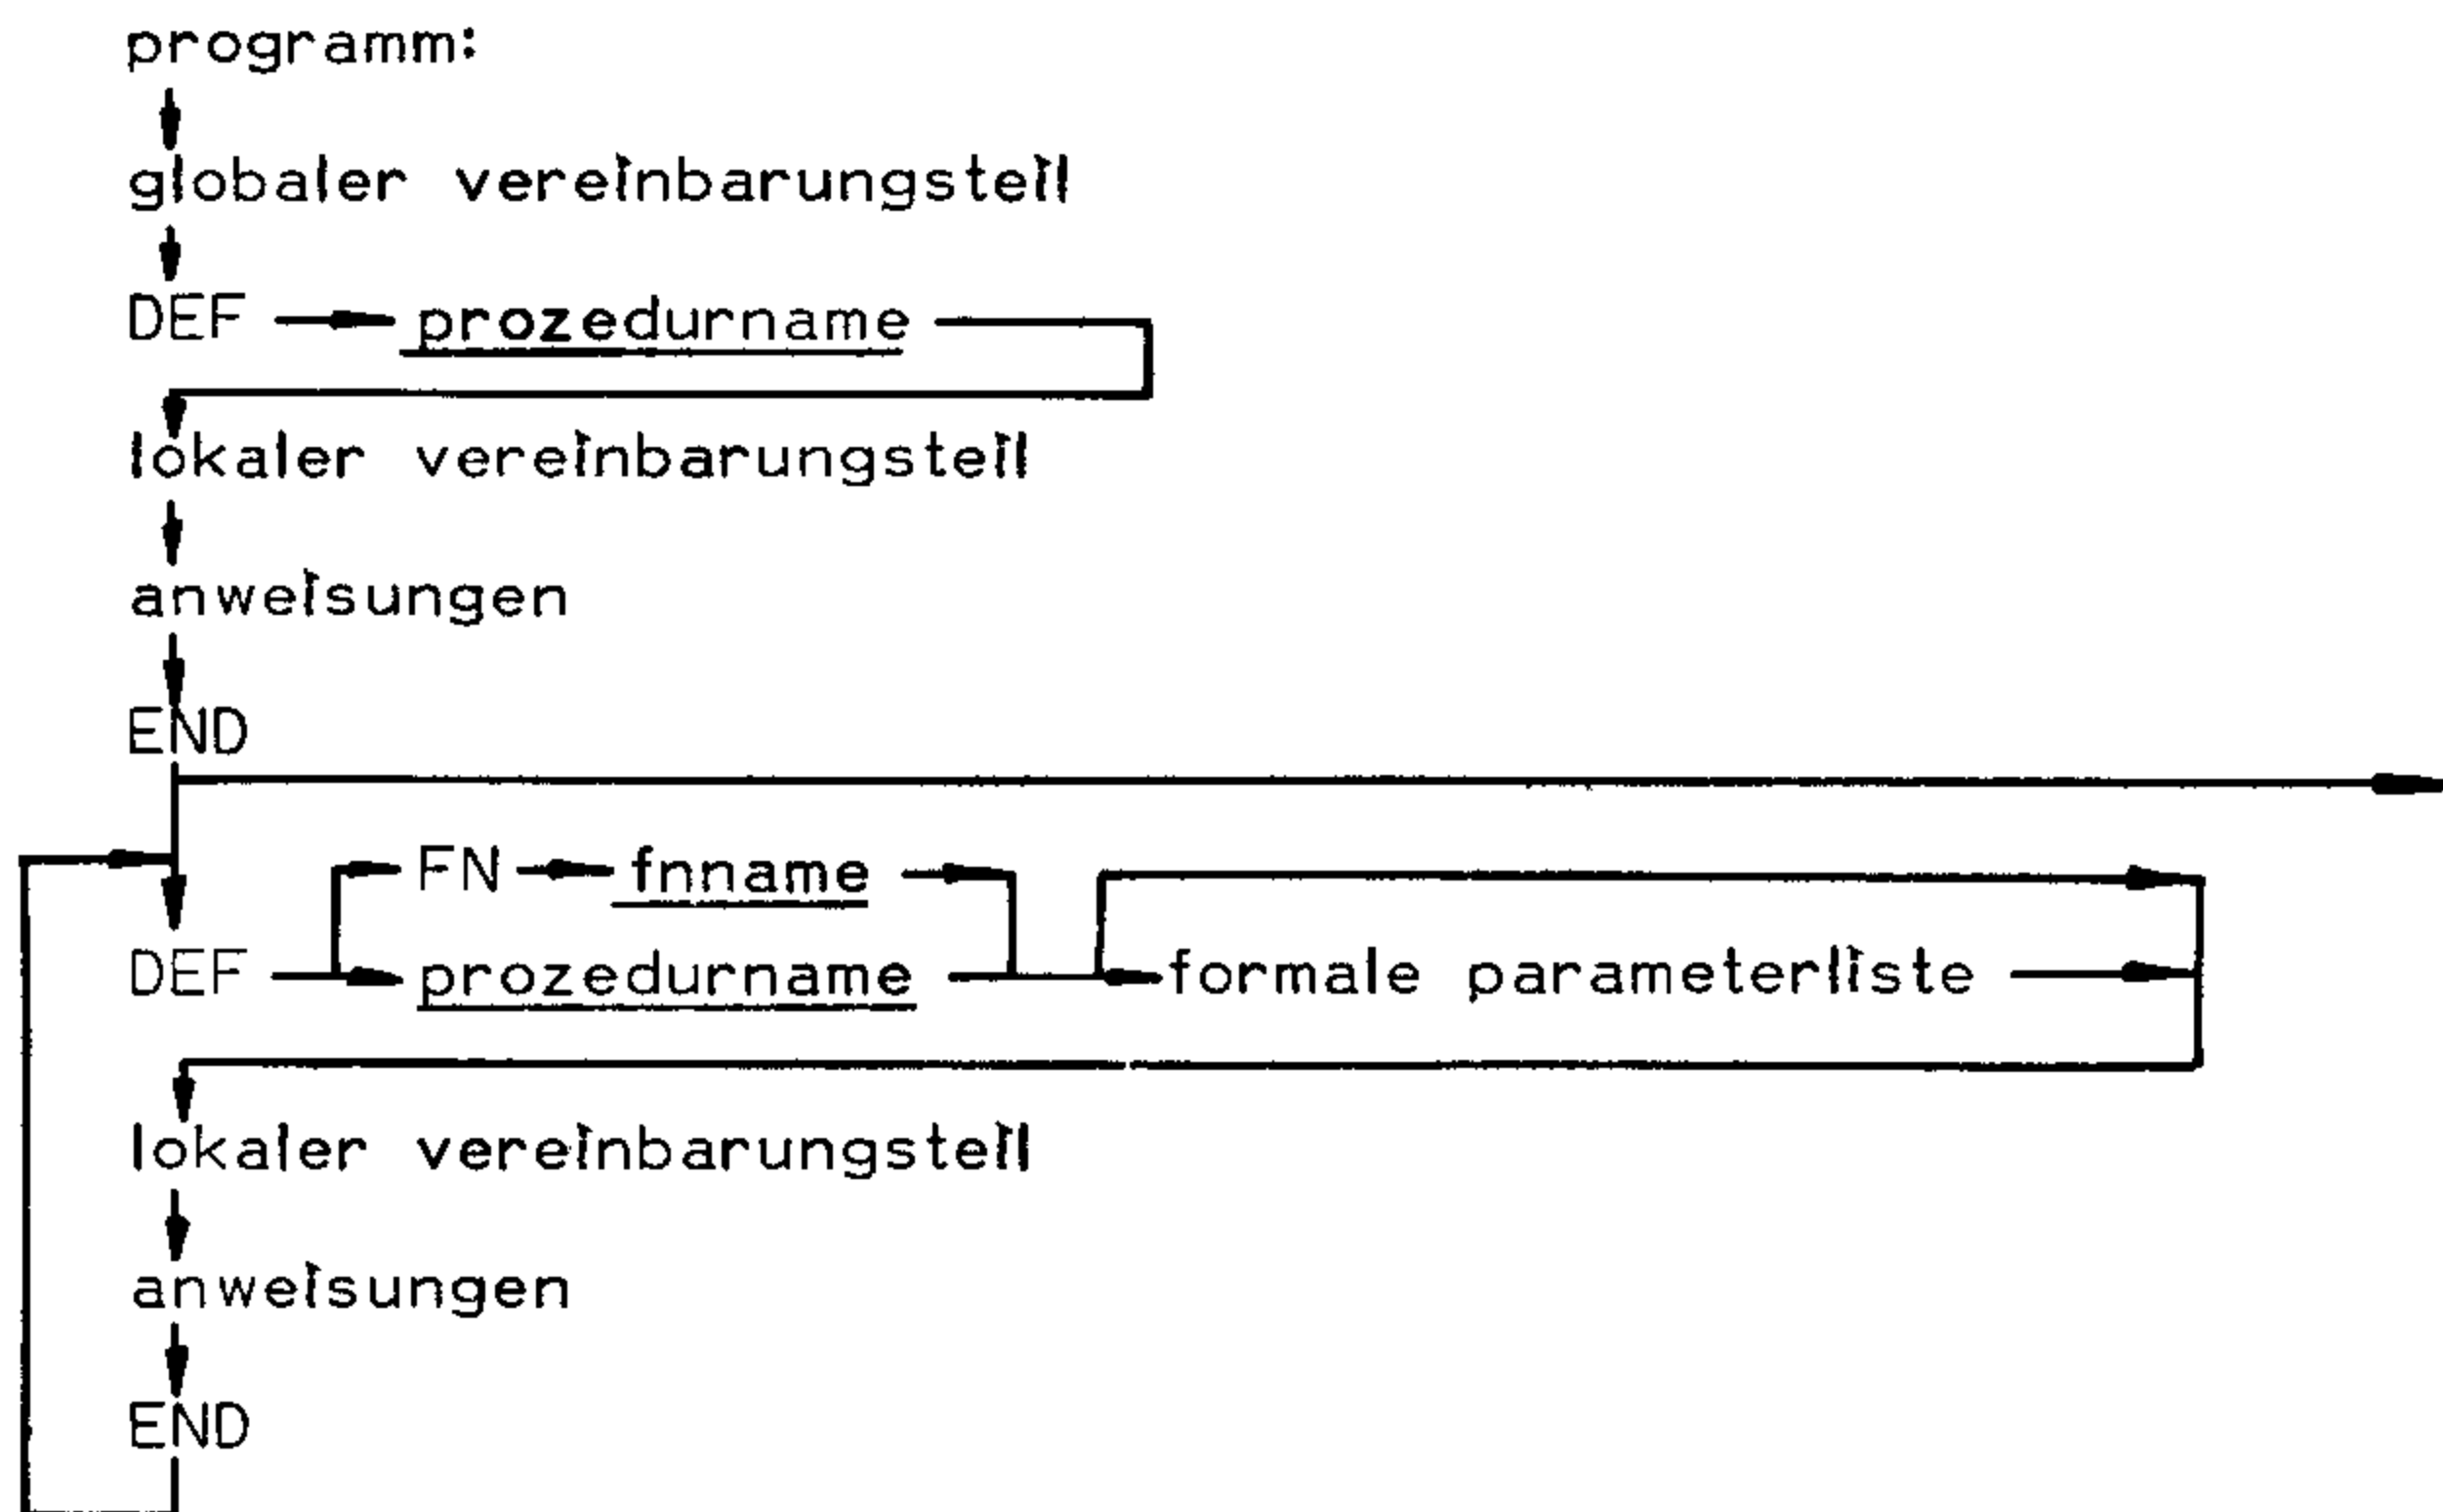 programm:
globaler vereinbarungsteil
DEF prozedurname
lokaler vereinbarungsteil
anweisungen
END
FN fnname
DEF prozedurname formale parameterliste
lokaler vereinbarungsteil
anweisungen
END